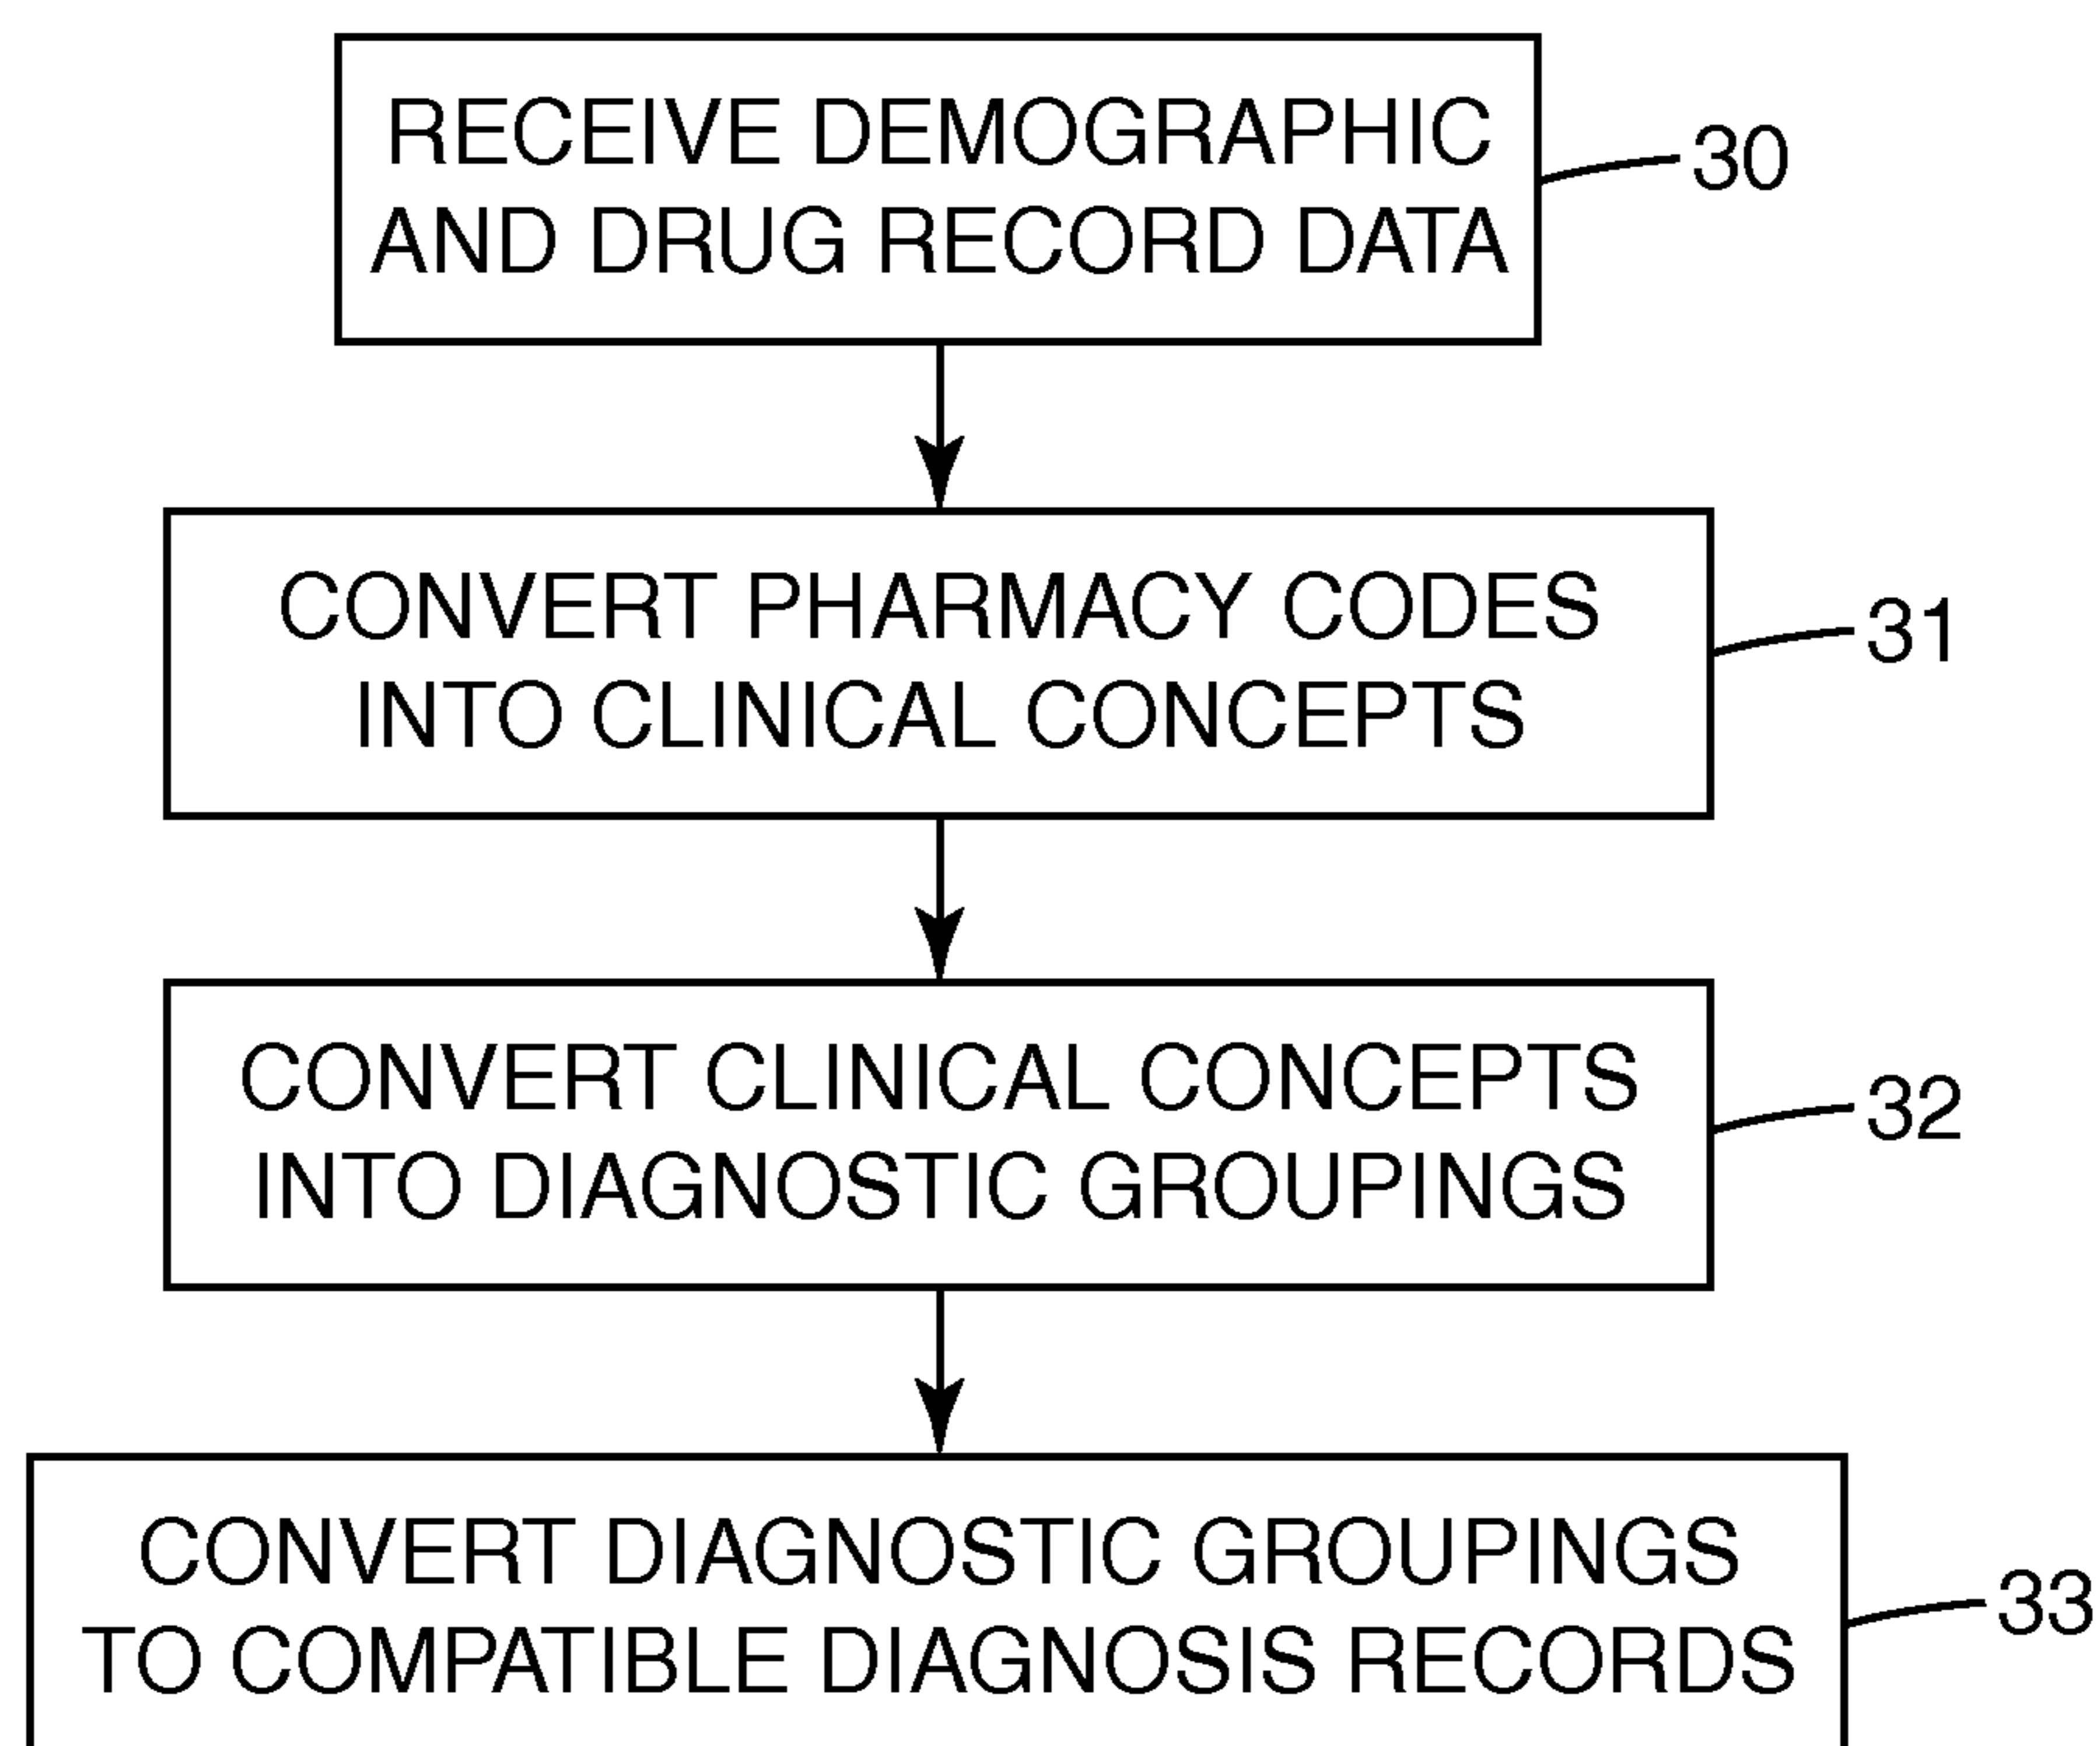 RECEIVE DEMOGRAPHIC
AND DRUG RECORD DATA
30
CONVERT PHARMACY CODES
INTO CLINICAL CONCEPTS
31
CONVERT CLINICAL CONCEPTS
INTO DIAGNOSTIC GROUPINGS
32
CONVERT DIAGNOSTIC GROUPINGS
TO COMPATIBLE DIAGNOSIS RECORDS
33